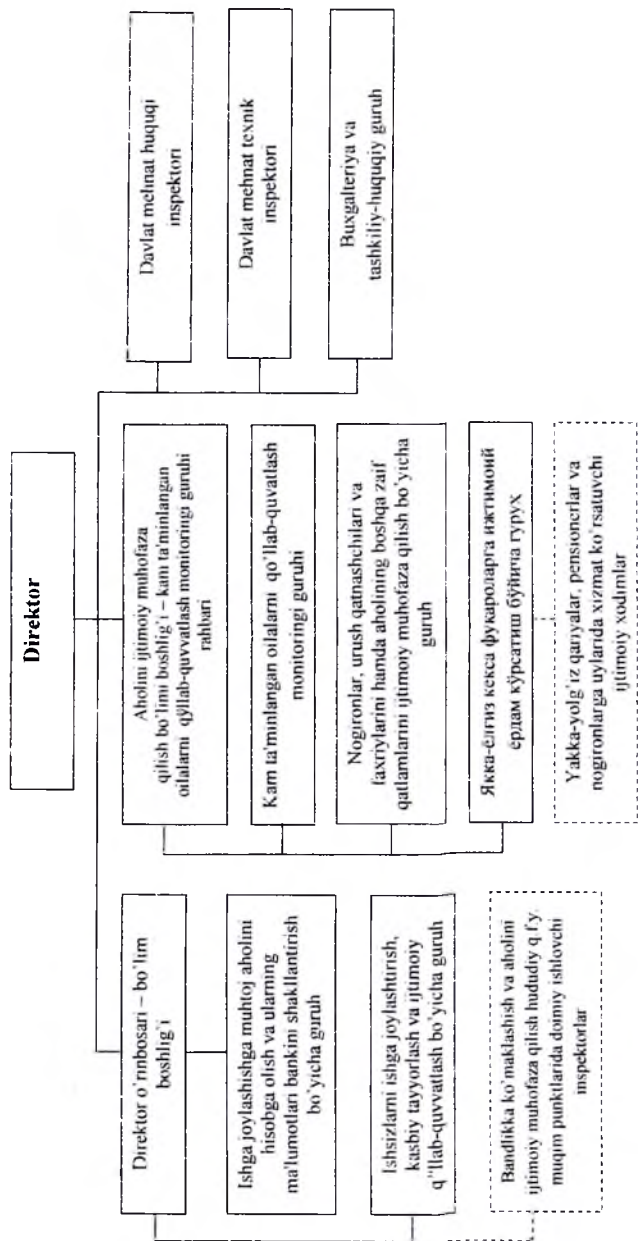 Direktor
Direktor o'rinbosari – bo'lim
boshlig'i
Ishga joylashishga muhtoj aholini
hisobga olish va ularning
ma'lumotlari bankini shakllantirish
bo'yicha guruh
Ishsizlarni ishga joylashtirish,
kasbiy tayyorlash va ijtimoiy
q'llab-quvvatlash bo'yicha guruh
Bandlikka ko'maklashish va aholini
ijtimoiy muhofaza qilish hududiy q.f.y.
muqim punktlarida doimiy ishlovchi
inspektorlar
Aholini ijtimoiy muhofaza
qilish bo'limi boshlig'i – kam ta'minlangan
oilalarni qўllab-quvvatlash monitoringi guruhi
rahbari
Kam ta'minlangan oilalarni qo'llab-quvatlash
monitoringi guruhi
Nogironlar, urush qatnashchilari va
faxriylarini hamda aholining boshqa zaif
qatlamlarini ijtimoiy muhofaza qilish bo'yicha
guruh
Якка-ёлғиз кекса фукароларга ижтимоий
ёрдам кўрсатиш бўйича гурух
Yakka-yolg'iz qariyalar, pensionerlar va
nogironlarga uylarida xizmat ko'rsatuvchi
ijtimoiy xodimlar
Davlat mehnat huquqi
inspektori
Davlat mehnat texnik
inspektori
Buxgalteriya va
tashkiliy-huquqiy guruh